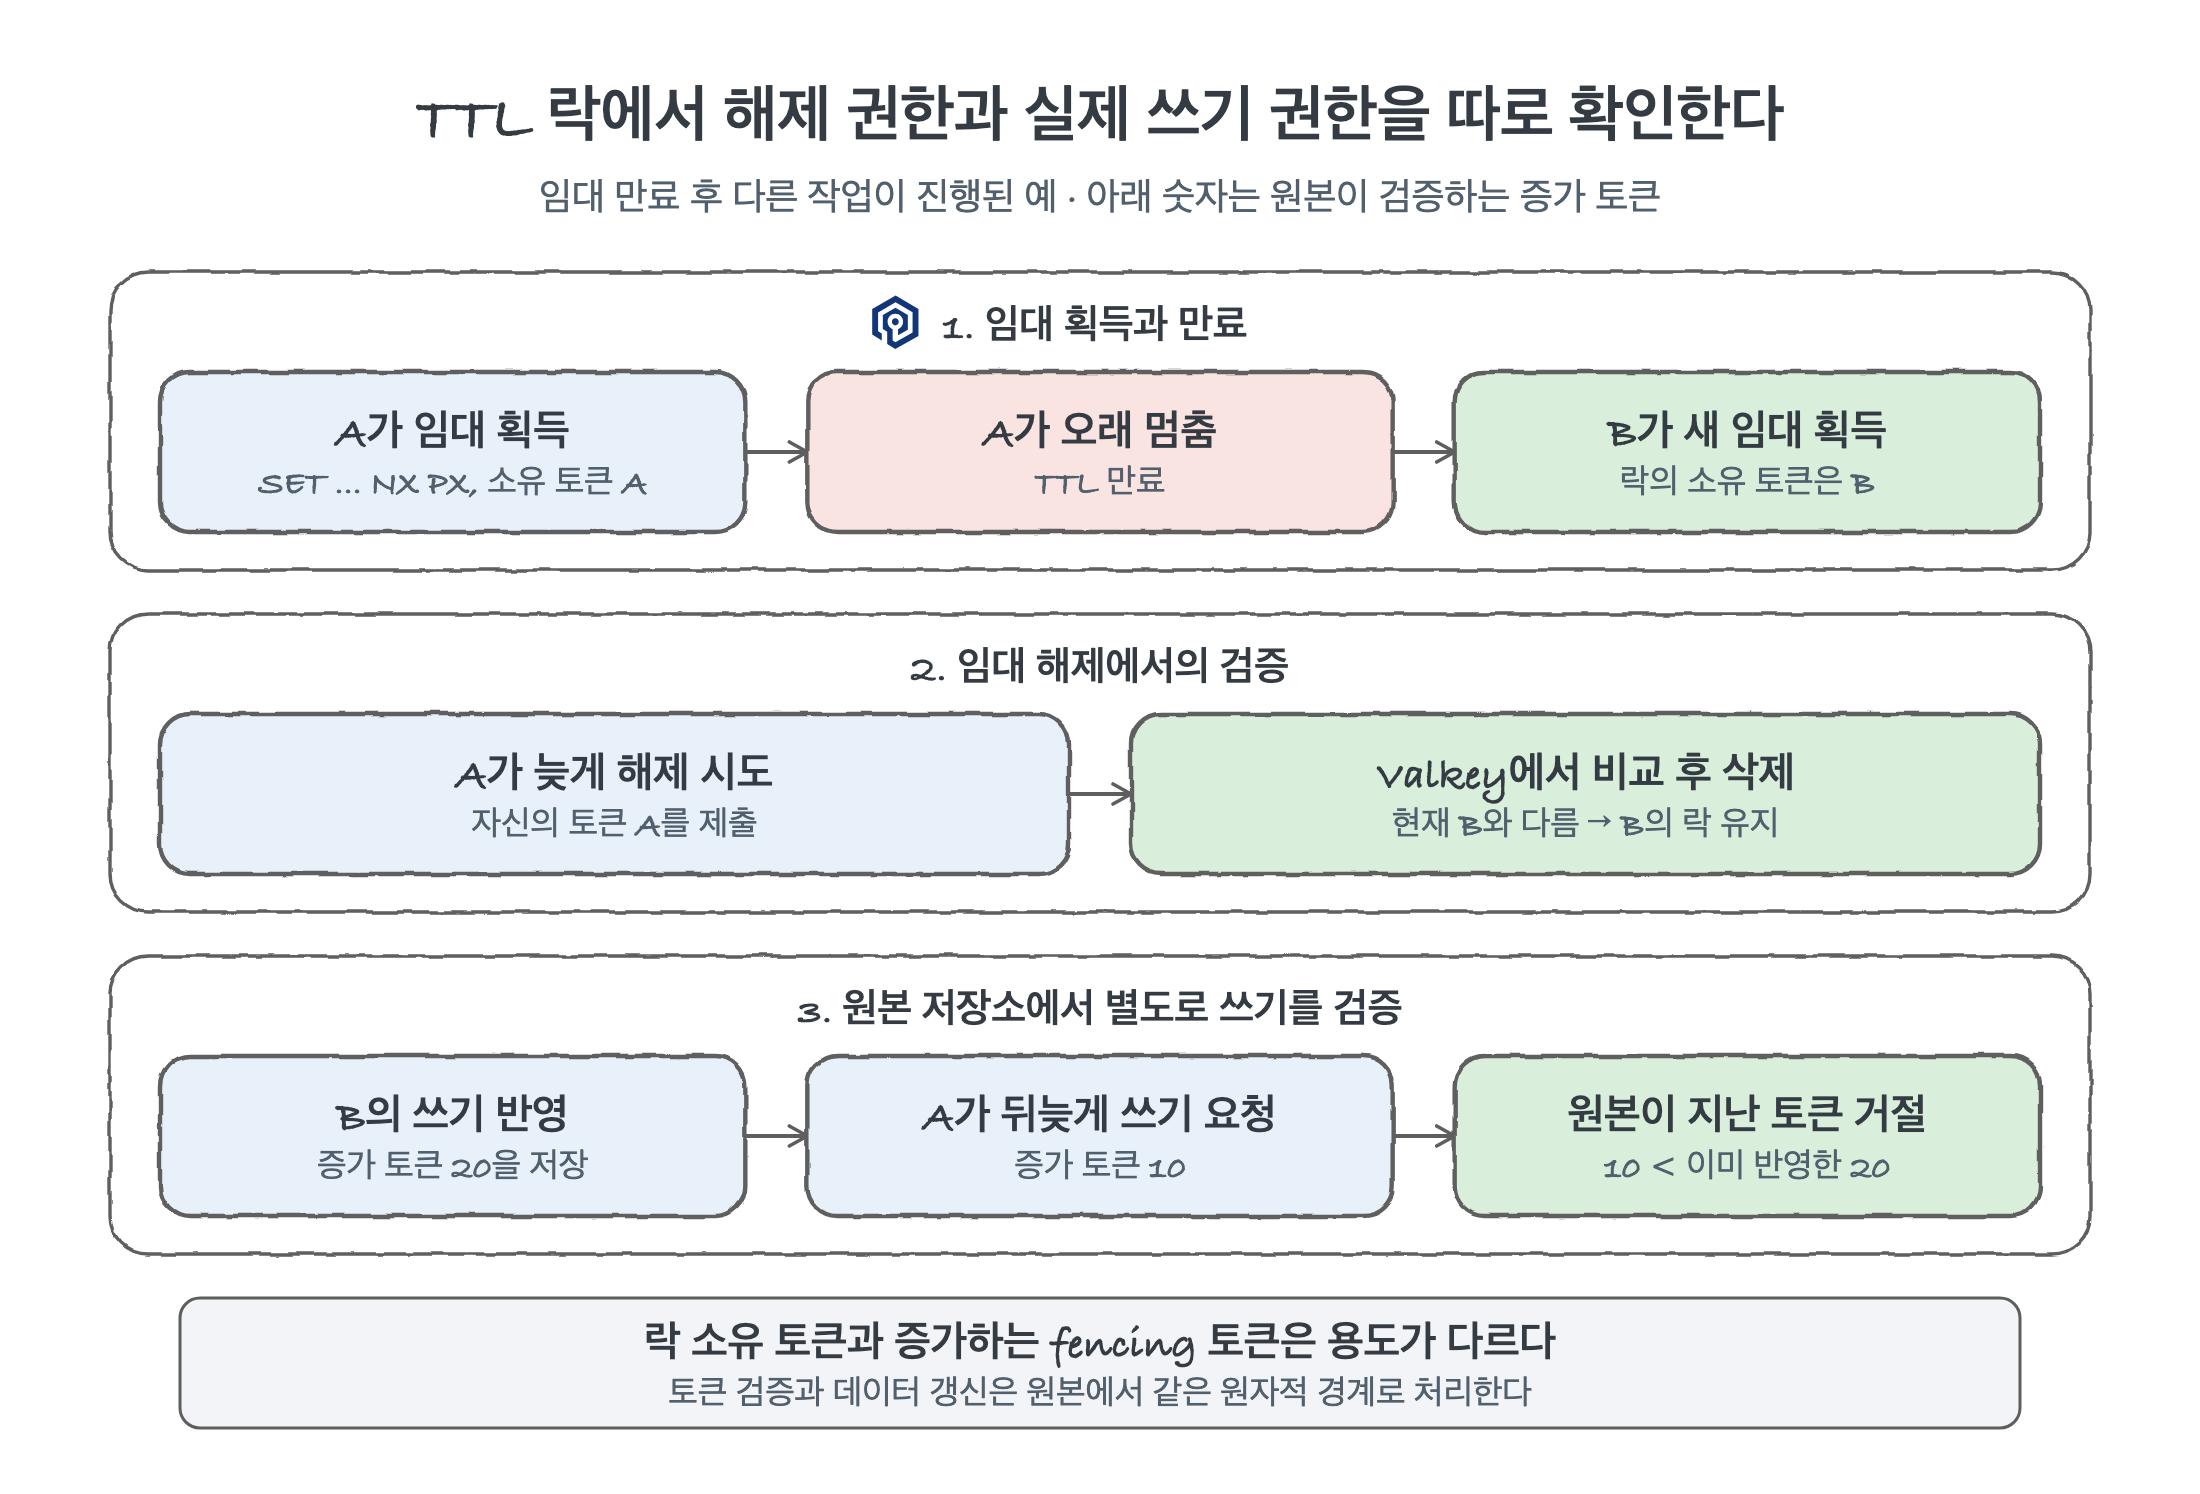 TTL 락에서 해제 권한과 실제 쓰기 권한을 따로 확인한다
임대 만료 후 다른 작업이 진행된 예 · 아래 숫자는 원본이 검증하는 증가 토큰
1. 임대 획득과 만료
A가 임대 획득
SET ... NX PX, 소유 토큰 A
A가 오래 멈춤
TTL 만료
B가 새 임대 획득
락의 소유 토큰은 B
2. 임대 해제에서의 검증
A가 늦게 해제 시도
자신의 토큰 A를 제출
Valkey에서 비교 후 삭제
현재 B와 다름 → B의 락 유지
3. 원본 저장소에서 별도로 쓰기를 검증
B의 쓰기 반영
증가 토큰 20을 저장
A가 뒤늦게 쓰기 요청
증가 토큰 10
원본이 지난 토큰 거절
10 < 이미 반영한 20
락 소유 토큰과 증가하는 fencing 토큰은 용도가 다르다
토큰 검증과 데이터 갱신은 원본에서 같은 원자적 경계로 처리한다